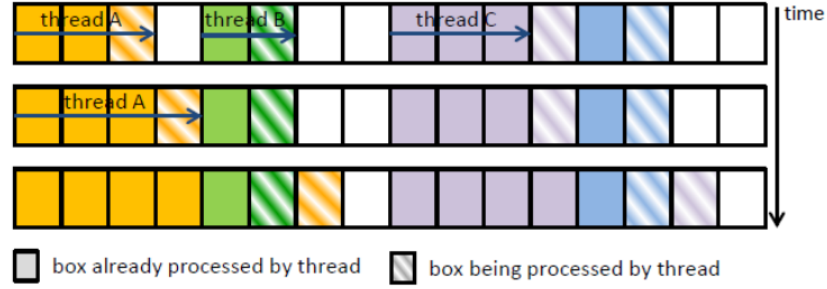 thread A thread B thread C time
thread A
box already processed by thread box being processed by thread